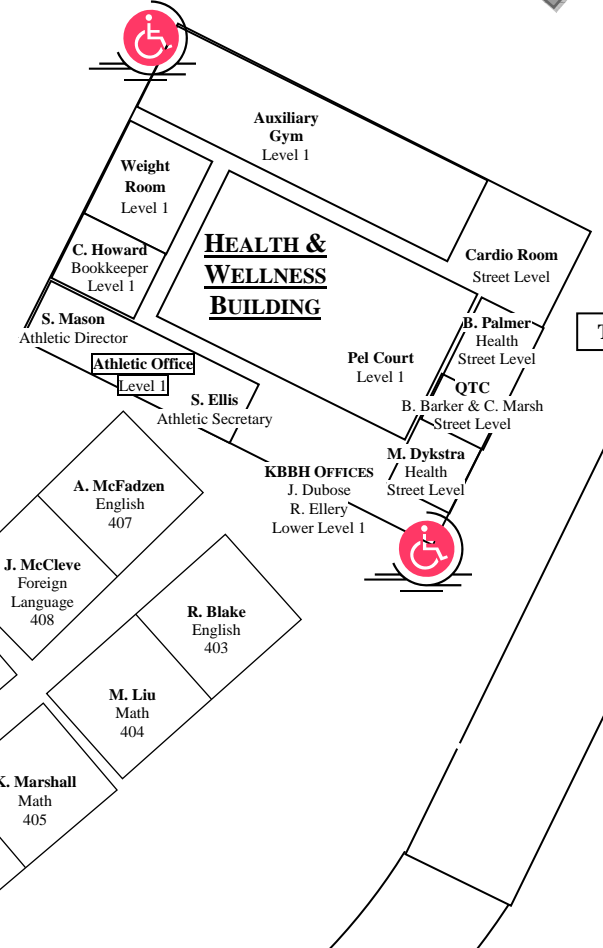 Auxiliary
Gym
Level 1
Weight
Room
Level 1
C. Howard
Bookkeeper
Level 1
HEALTH &
WELLNESS
BUILDING
Cardio Room
Street Level
S. Mason
Athletic Director
Athletic Office
Level 1
S. Ellis
Athletic Secretary
Pel Court
Level 1
B. Palmer
Health
Street Level
T
QTC
B. Barker & C. Marsh
Street Level
M. Dykstra
Health
Street Level
KBBH OFFICES
J. Dubose
R. Ellery
Lower Level 1
A. McFadzen
English
407
J. McCleve
Foreign
Language
408
R. Blake
English
403
M. Liu
Math
404
K. Marshall
Math
405